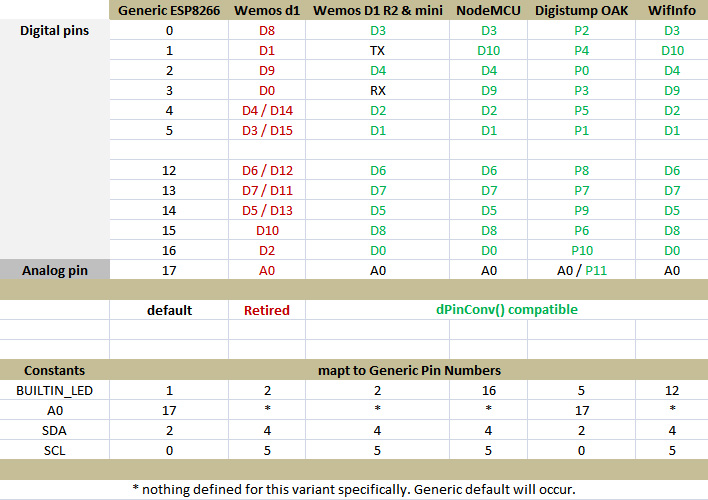 Generic ESP8266 Wemos d1 Wemos D1 R2 & mini NodeMCU Digistump OAK WifInfo
Digital pins 0 D8 D3 D3 P2 D3
1 D1 TX D10 P4 D10
2 D9 D4 D4 P0 D4
3 D0 RX D9 P3 D9
4 D4 / D14 D2 D2 P5 D2
5 D3 / D15 D1 D1 P1 D1
12 D6 / D12 D6 D6 P8 D6
13 D7 / D11 D7 D7 P7 D7
14 D5 / D13 D5 D5 P9 D5
15 D10 D8 D8 P6 D8
16 D2 D0 D0 P10 D0
Analog pin 17 A0 A0 A0 A0 / P11 A0
default Retired dPinConv() compatible
Constants mapt to Generic Pin Numbers
BUILTIN_LED 1 2 2 16 5 12
A0 17 * * * 17 *
SDA 2 4 4 4 2 4
SCL 0 5 5 5 0 5
* nothing defined for this variant specifically. Generic default will occur.